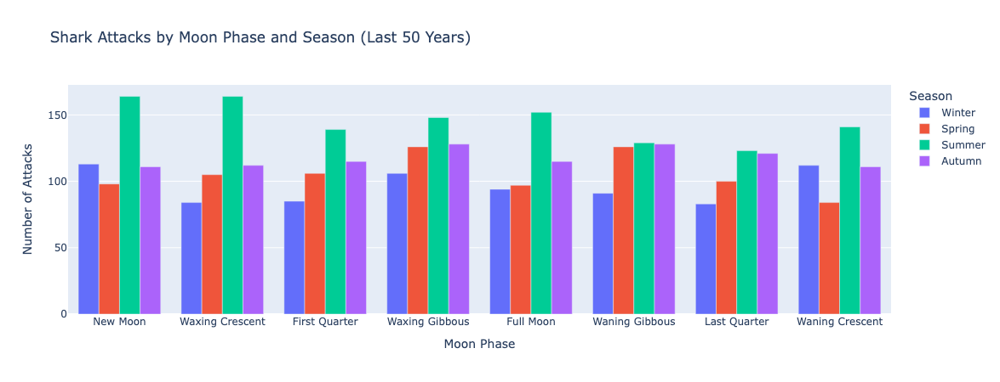 Shark Attacks by Moon Phase and Season (Last 50 Years)
Season
Winter
Spring
Summer
Autumn
Number of Attacks
150
100
50
0
New Moon
Waxing Crescent
First Quarter
Waxing Gibbous
Full Moon
Waning Gibbous
Last Quarter
Waning Crescent
Moon Phase